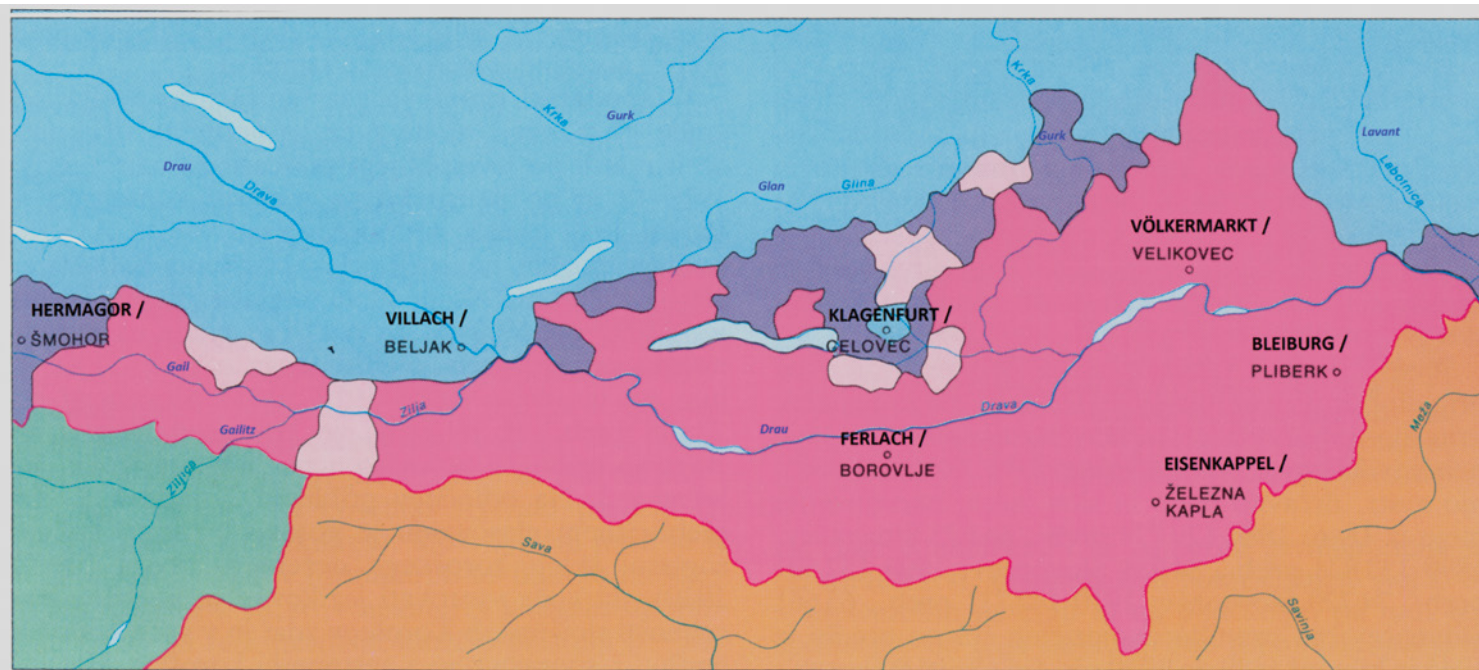 Krka
Krka
Gurk
Gurk
Lavant
Drau
Drava
Glan
Glina
Labotnica
VÖLKERMARKT /
VELIKOVEC
HERMAGOR /
ŠMOHOR
VILLACH /
BELJAK
KLAGENFURT /
CELOVEC
BLEIBURG /
PLIBERK
Gail
Zilja
Drava
Gailitz
Drau
Meža
FERLACH /
BOROVLJE
EISENKAPPEL /
ŽELEZNA
KAPLA
Ziljica
Sava
Savinja